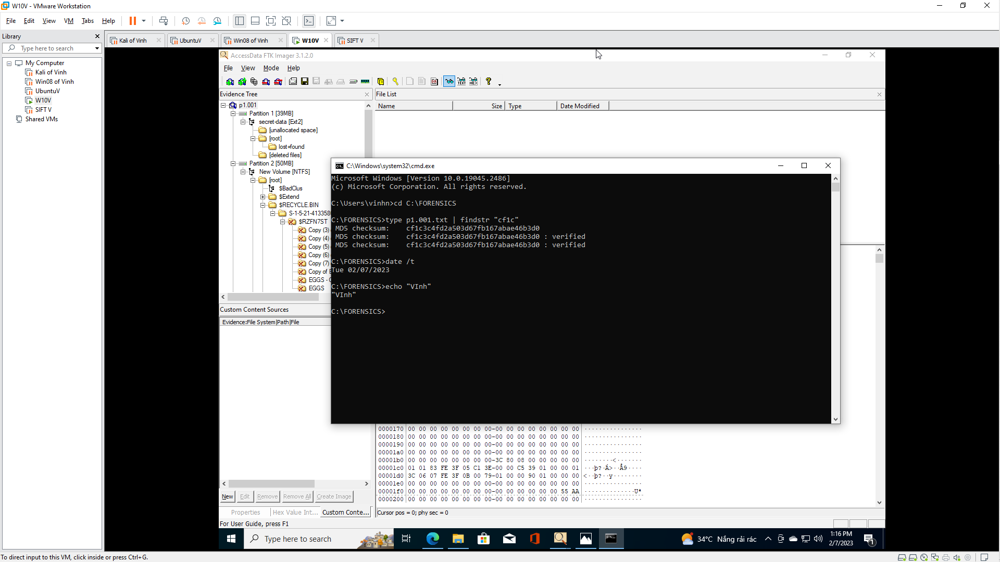 W10V - VMware Workstation
File Edit View VM Tabs Help
Library
Type here to search
My Computer
Kali of Vinh
Win08 of Vinh
UbuntuV
W10V
SIFT V
Shared VMs
Kali of Vinh UbuntuV Win08 of Vinh W10V SIFT V
AccessData FTK Imager 3.1.2.0
File View Mode Help
Evidence Tree
p1.001
Partition 1 [39MB]
secret-data [Ext2]
[unallocated space]
[root]
lost+found
[deleted files]
Partition 2 [50MB]
New Volume [NTFS]
[root]
$BadClus
$Extend
$RECYCLE.BIN
S-1-5-21-413358
$RZFN7ST
Copy (3)
Copy (4)
Copy (5)
Copy (6)
Copy (7)
Copy of
EGGS -
EGGS
File List
Name Size Type Date Modified
C:\Windows\system32\cmd.exe
Microsoft Windows [Version 10.0.19045.2486]
(c) Microsoft Corporation. All rights reserved.
C:\Users\vinhn>cd C:\FORENSICS
C:\FORENSICS>type p1.001.txt | findstr "cf1c"
MD5 checksum: cf1c3c4fd2a503d67fb167abae46b3d0
MD5 checksum: cf1c3c4fd2a503d67fb167abae46b3d0 : verified
MD5 checksum: cf1c3c4fd2a503d67fb167abae46b3d0 : verified
C:\FORENSICS>date /t
Tue 02/07/2023
C:\FORENSICS>echo "VInh"
"VInh"
C:\FORENSICS>
Custom Content Sources
Evidence:File System|Path|File
New Edit Remove Remove All Create Image
Properties Hex Value Int... Custom Conte...
0000170 00 00 00 00 00 00 00 00-00 00 00 00 00 00 00 00 ················
0000180 00 00 00 00 00 00 00 00-00 00 00 00 00 00 00 00 ················
0000190 00 00 00 00 00 00 00 00-00 00 00 00 00 00 00 00 ················
00001a0 00 00 00 00 00 00 00 00-00 00 00 00 00 00 00 00 ················
00001b0 00 00 00 00 00 00 00 00-3C 80 08 00 00 00 00 00 ········<·······
00001c0 01 01 83 FE 3F 05 C1 3E-00 00 C5 39 01 00 00 01 ···þ?·Á>··Å9····
00001d0 3C 06 07 FE 3F 0B 00 79-01 00 00 90 01 00 00 00 <··þ?··y········
00001e0 00 00 00 00 00 00 00 00-00 00 00 00 00 00 00 00 ················
00001f0 00 00 00 00 00 00 00 00-00 00 00 00 00 00 55 AA ··············Uª
0000200 00 00 00 00 00 00 00 00-00 00 00 00 00 00 00 00 ················
Cursor pos = 0; phy sec = 0
For User Guide, press F1
Type here to search
34°C Nắng rải rác
1:16 PM
2/7/2023
1
To direct input to this VM, click inside or press Ctrl+G.